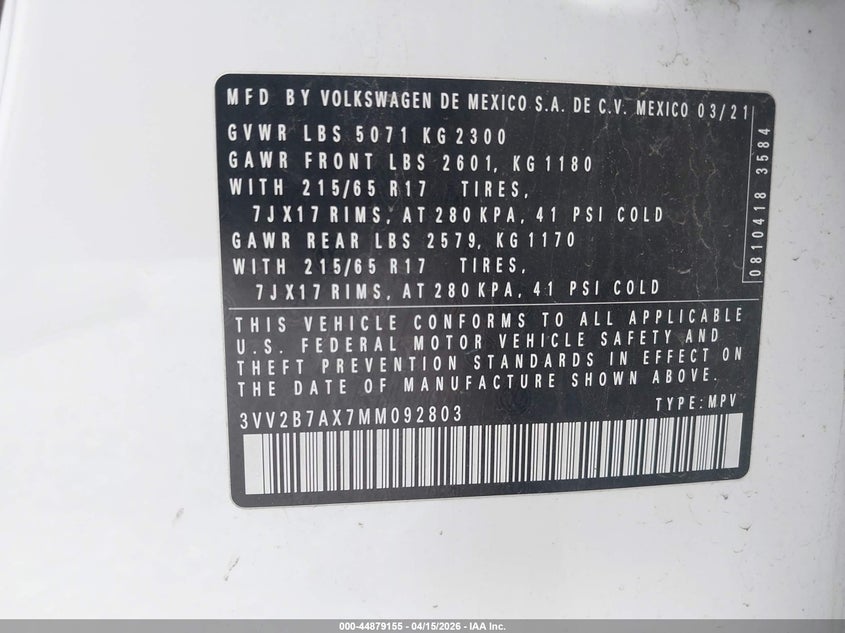 MFD BY VOLKSWAGEN DE MEXICO S.A. DE C.V. MEXICO 03/21
GVWR LBS 5071 KG 2300
GAWR FRONT LBS 2601, KG 1180
WITH 215/65 R17 TIRES,
7JX17 RIMS, AT 280 KPA, 41 PSI COLD
GAWR REAR LBS 2579, KG 1170
WITH 215/65 R17 TIRES,
7JX17 RIMS, AT 280 KPA, 41 PSI COLD
0810418 3584
THIS VEHICLE CONFORMS TO ALL APPLICABLE
U.S. FEDERAL MOTOR VEHICLE SAFETY AND
THEFT PREVENTION STANDARDS IN EFFECT ON
THE DATE OF MANUFACTURE SHOWN ABOVE.
3VV2B7AX7MM092803 TYPE: MPV
000-44879155 - 04/15/2026 - IAA Inc.